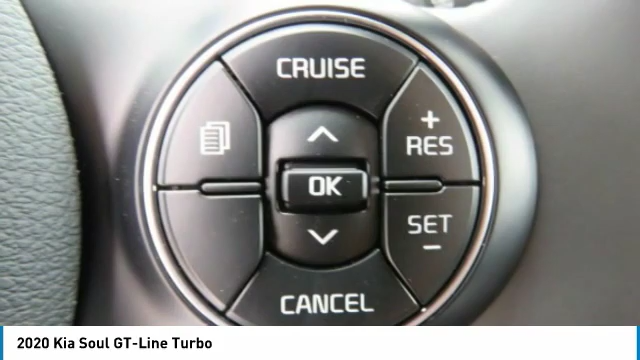 CRUISE
+
RES
OK
SET
–
CANCEL
2020 Kia Soul GT-Line Turbo